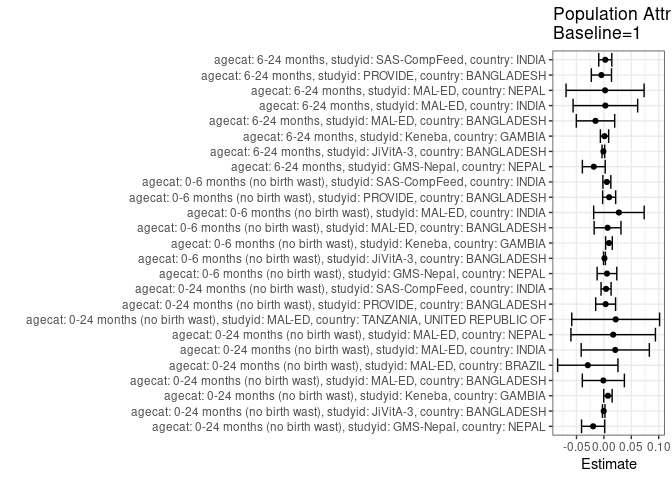 Population Attr
Baseline=1
agecat: 6-24 months, studyid: SAS-CompFeed, country: INDIA
agecat: 6-24 months, studyid: PROVIDE, country: BANGLADESH
agecat: 6-24 months, studyid: MAL-ED, country: NEPAL
agecat: 6-24 months, studyid: MAL-ED, country: INDIA
agecat: 6-24 months, studyid: MAL-ED, country: BANGLADESH
agecat: 6-24 months, studyid: Keneba, country: GAMBIA
agecat: 6-24 months, studyid: JiVitA-3, country: BANGLADESH
agecat: 6-24 months, studyid: GMS-Nepal, country: NEPAL
agecat: 0-6 months (no birth wast), studyid: SAS-CompFeed, country: INDIA
agecat: 0-6 months (no birth wast), studyid: PROVIDE, country: BANGLADESH
agecat: 0-6 months (no birth wast), studyid: MAL-ED, country: INDIA
agecat: 0-6 months (no birth wast), studyid: MAL-ED, country: BANGLADESH
agecat: 0-6 months (no birth wast), studyid: Keneba, country: GAMBIA
agecat: 0-6 months (no birth wast), studyid: JiVitA-3, country: BANGLADESH
agecat: 0-6 months (no birth wast), studyid: GMS-Nepal, country: NEPAL
agecat: 0-24 months (no birth wast), studyid: SAS-CompFeed, country: INDIA
agecat: 0-24 months (no birth wast), studyid: PROVIDE, country: BANGLADESH
agecat: 0-24 months (no birth wast), studyid: MAL-ED, country: TANZANIA, UNITED REPUBLIC OF
agecat: 0-24 months (no birth wast), studyid: MAL-ED, country: NEPAL
agecat: 0-24 months (no birth wast), studyid: MAL-ED, country: INDIA
agecat: 0-24 months (no birth wast), studyid: MAL-ED, country: BRAZIL
agecat: 0-24 months (no birth wast), studyid: MAL-ED, country: BANGLADESH
agecat: 0-24 months (no birth wast), studyid: Keneba, country: GAMBIA
agecat: 0-24 months (no birth wast), studyid: JiVitA-3, country: BANGLADESH
agecat: 0-24 months (no birth wast), studyid: GMS-Nepal, country: NEPAL
-0.05 0.00 0.05 0.10
Estimate